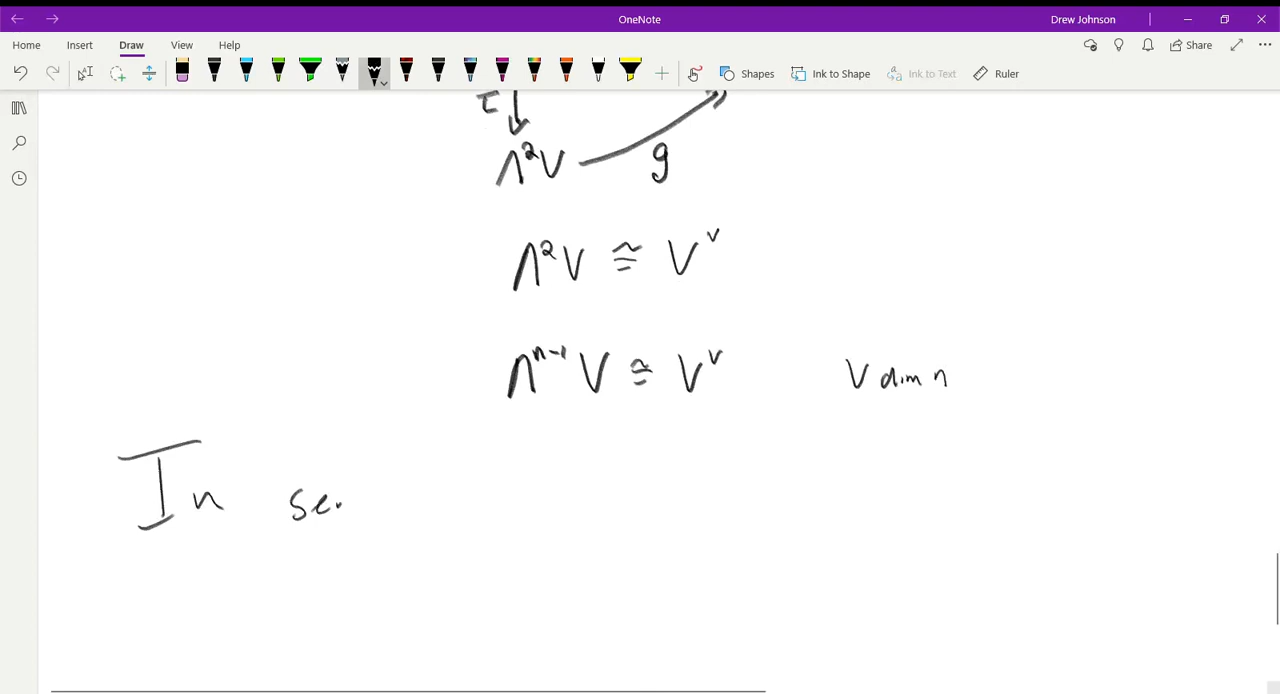 OneNote
Drew Johnson
Home Insert Draw View Help
Share
Shapes Ink to Shape Ink to Text Ruler
Λ²V g
Λ²V ≅ V^∨
Λ^{n-1} V ≅ V^∨ V dim n
In